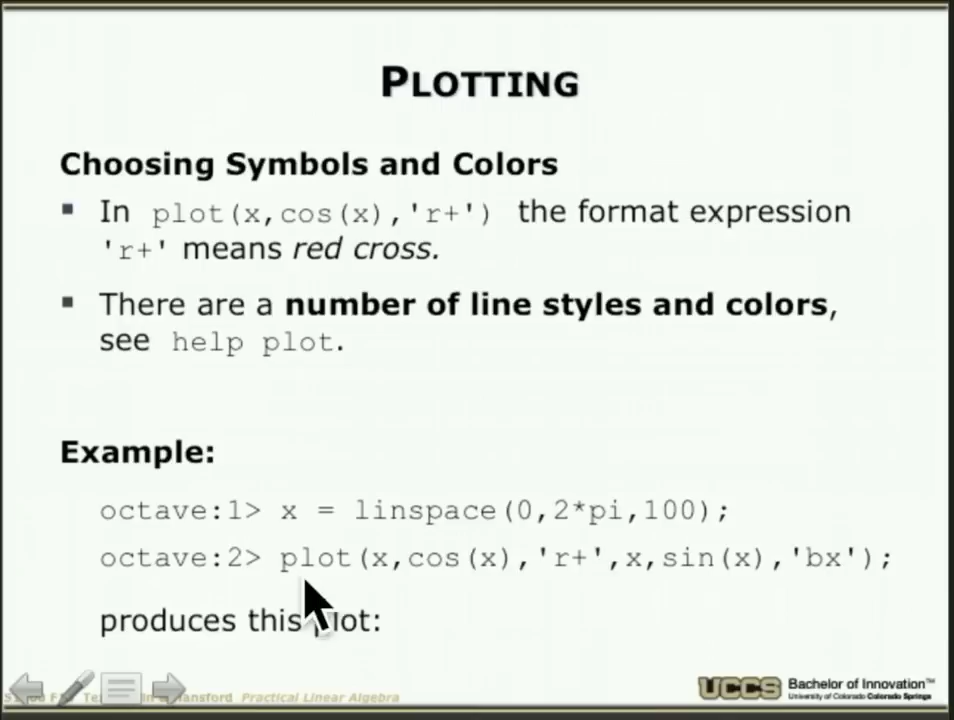 PLOTTING
Choosing Symbols and Colors
▪ In plot(x,cos(x),'r+') the format expression
'r+' means red cross.
▪ There are a number of line styles and colors,
see help plot.
Example:
octave:1> x = linspace(0,2*pi,100);
octave:2> plot(x,cos(x),'r+',x,sin(x),'bx');
produces this plot:
Hansford Practical Linear Algebra
UCCS Bachelor of Innovation™
University of Colorado Colorado Springs